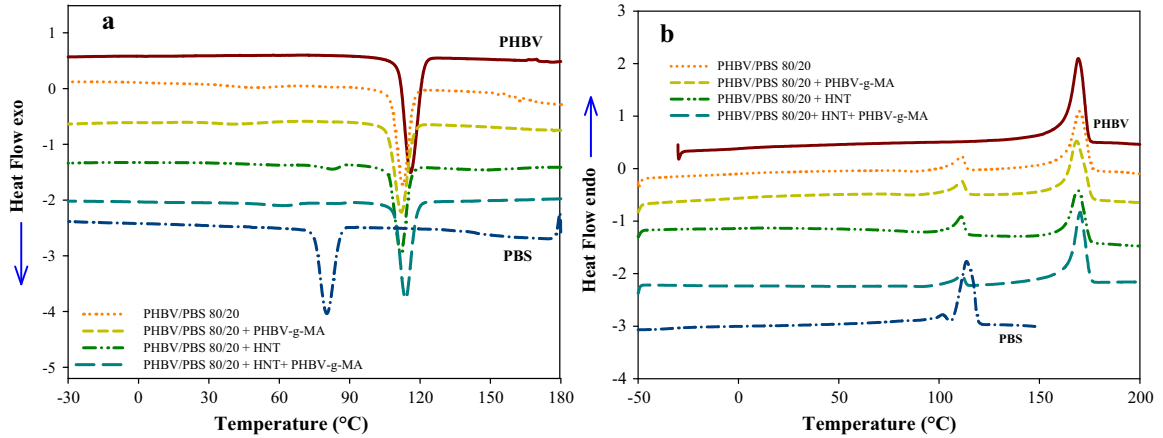 a
Heat Flow exo
1
0
-1
-2
-3
-4
-5
PHBV
PBS
PHBV/PBS 80/20
PHBV/PBS 80/20 + PHBV-g-MA
PHBV/PBS 80/20 + HNT
PHBV/PBS 80/20 + HNT+ PHBV-g-MA
-30 0 30 60 90 120 150 180
Temperature (°C)
b
Heat Flow endo
3
2
1
0
-1
-2
-3
-4
PHBV/PBS 80/20
PHBV/PBS 80/20 + PHBV-g-MA
PHBV/PBS 80/20 + HNT
PHBV/PBS 80/20+ HNT+ PHBV-g-MA
PHBV
PBS
-50 0 50 100 150 200
Temperature (°C)